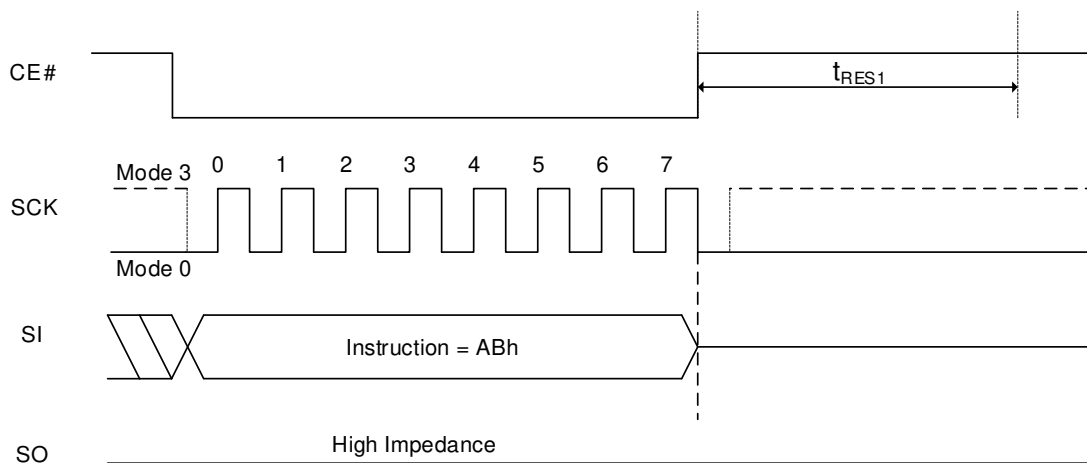 CE#
tRES1
Mode 3
0 1 2 3 4 5 6 7
SCK
Mode 0
SI
Instruction = ABh
High Impedance
SO